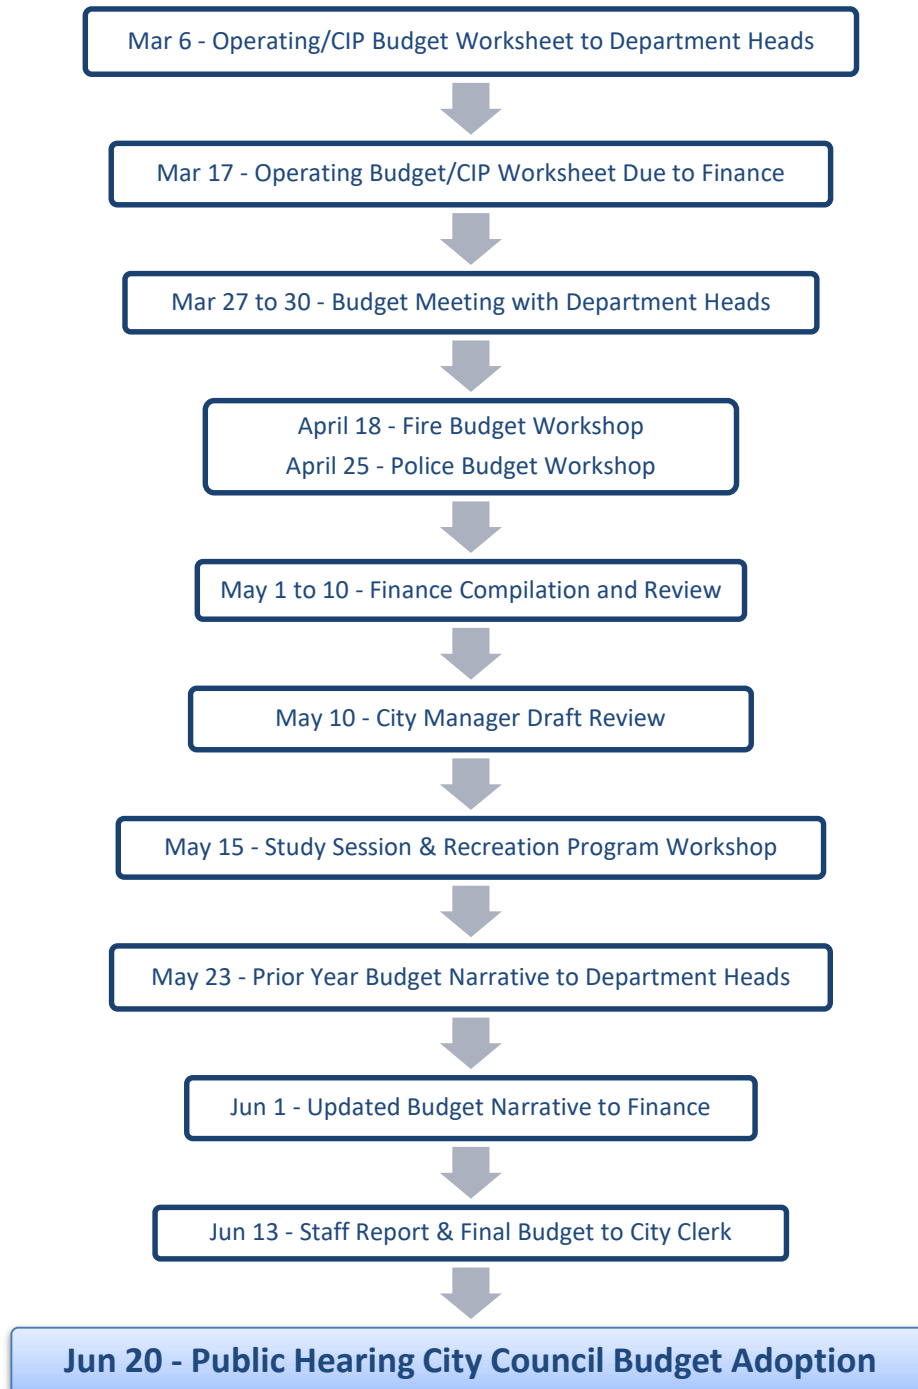 Mar 6 - Operating/CIP Budget Worksheet to Department Heads
Mar 17 - Operating Budget/CIP Worksheet Due to Finance
Mar 27 to 30 - Budget Meeting with Department Heads
April 18 - Fire Budget Workshop
April 25 - Police Budget Workshop
May 1 to 10 - Finance Compilation and Review
May 10 - City Manager Draft Review
May 15 - Study Session & Recreation Program Workshop
May 23 - Prior Year Budget Narrative to Department Heads
Jun 1 - Updated Budget Narrative to Finance
Jun 13 - Staff Report & Final Budget to City Clerk
Jun 20 - Public Hearing City Council Budget Adoption